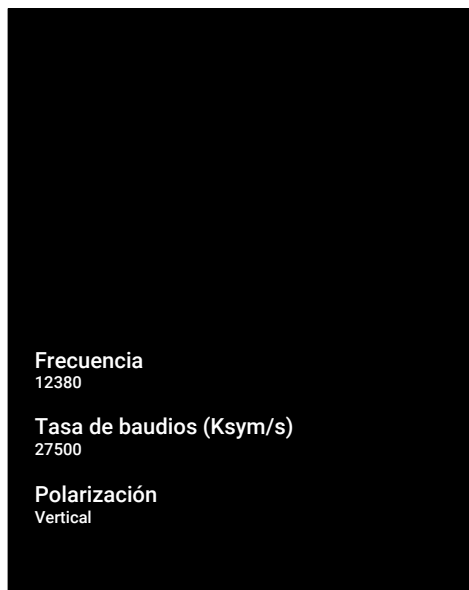 Frecuencia
12380
Tasa de baudios (Ksym/s)
27500
Polarización
Vertical